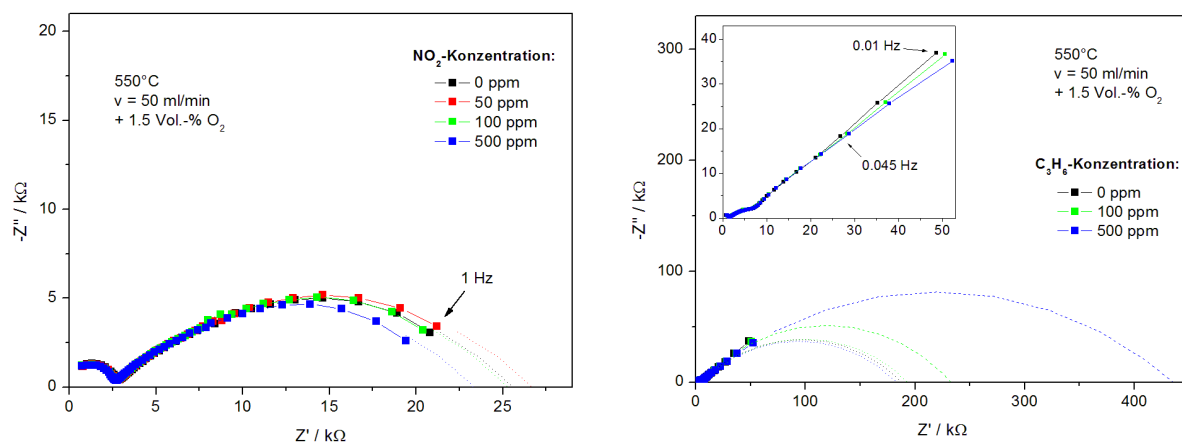 20
15
10
5
0
-Z'' / kΩ
550°C
v = 50 ml/min
+ 1.5 Vol.-% O₂
NO₂-Konzentration:
0 ppm
50 ppm
100 ppm
500 ppm
1 Hz
0 5 10 15 20 25
Z' / kΩ
300
250
200
150
100
50
0
-Z'' / kΩ
40
30
20
10
0
0 10 20 30 40 50
0.01 Hz
0.045 Hz
550°C
v = 50 ml/min
+ 1.5 Vol.-% O₂
C₃H₆-Konzentration:
0 ppm
100 ppm
500 ppm
0 100 200 300 400
Z' / kΩ